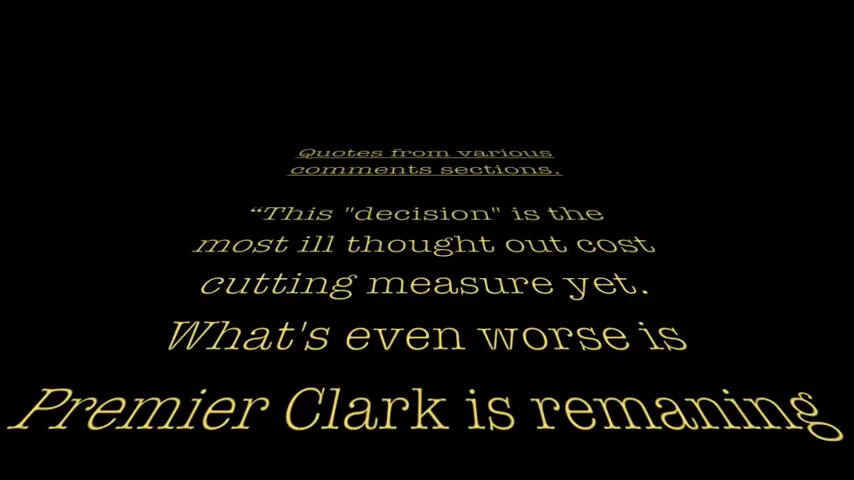 Quotes from various
comments sections.
“This "decision" is the
most ill thought out cost
cutting measure yet.
What's even worse is
Premier Clark is remaning